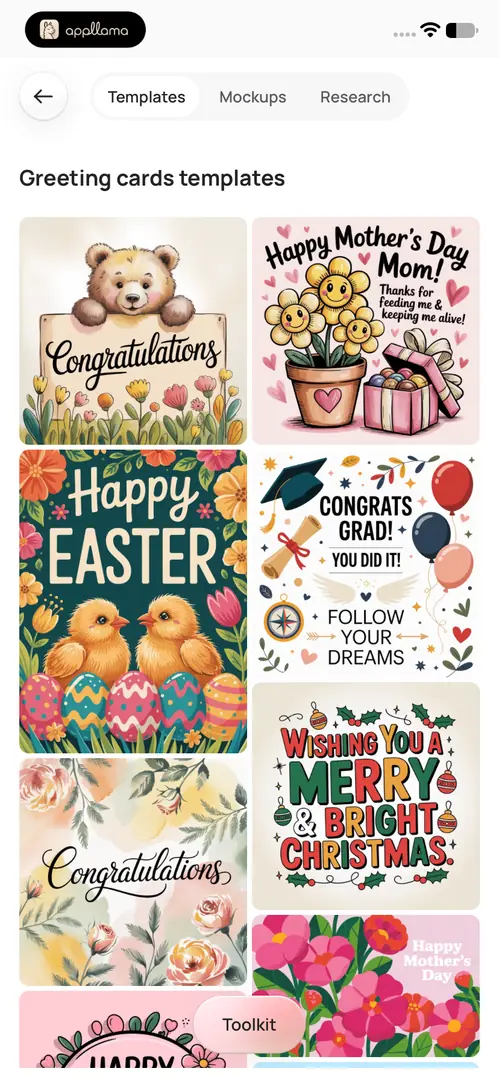 appllama
Templates
Mockups
Research
Greeting cards templates
Congratulations
Happy Mother's Day
Mom!
Thanks for
feeding me &
keeping me alive!
Happy
EASTER
CONGRATS
GRAD!
YOU DID IT!
FOLLOW
YOUR
DREAMS
WISHING YOU A
MERRY
& BRIGHT
CHRISTMAS.
Congratulations
Happy
Mother's
Day
HAPPY
Toolkit